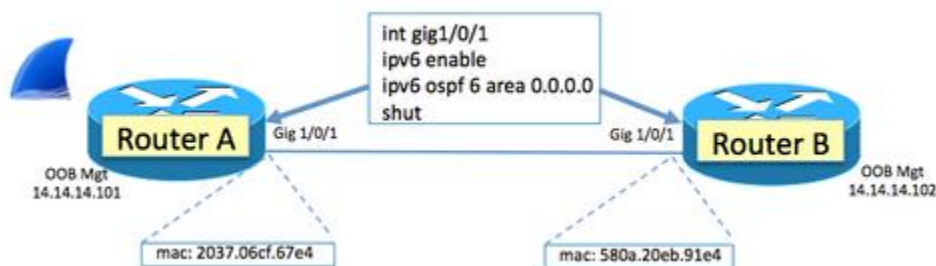 int gig1/0/1
ipv6 enable
ipv6 ospf 6 area 0.0.0.0
shut
Router A
Gig 1/0/1
Gig 1/0/1
Router B
OOB Mgt
14.14.14.101
OOB Mgt
14.14.14.102
mac: 2037.06cf.67e4
mac: 580a.20eb.91e4